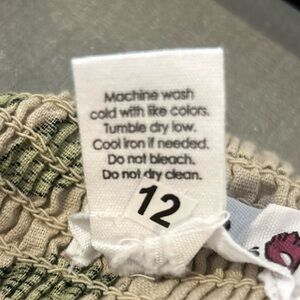 Machine wash
cold with like colors.
Tumble dry low.
Cool iron if needed.
Do not bleach.
Do not dry clean.
12